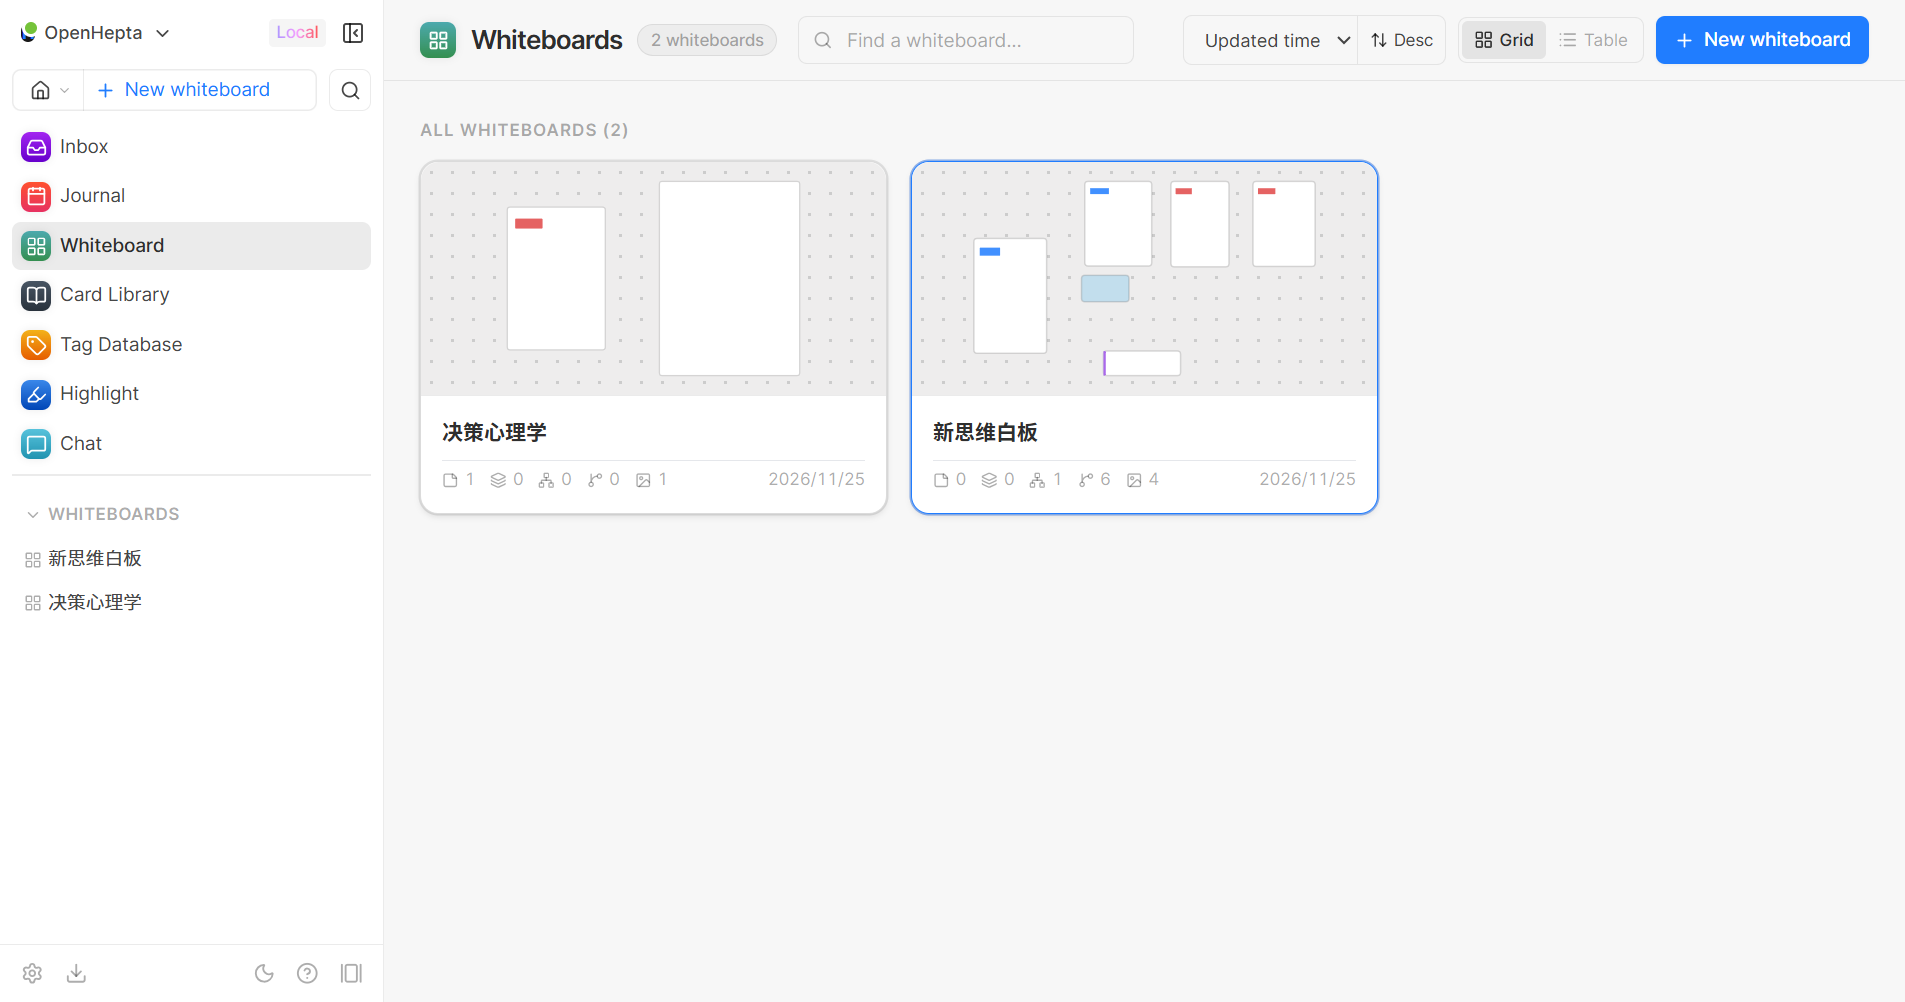 OpenHepta
Local
New whiteboard
Inbox
Journal
Whiteboard
Card Library
Tag Database
Highlight
Chat
WHITEBOARDS
新思维白板
决策心理学
Whiteboards
2 whiteboards
Find a whiteboard...
Updated time
Desc
Grid
Table
New whiteboard
ALL WHITEBOARDS (2)
决策心理学
1 0 0 0 1 2026/11/25
新思维白板
0 0 1 6 4 2026/11/25